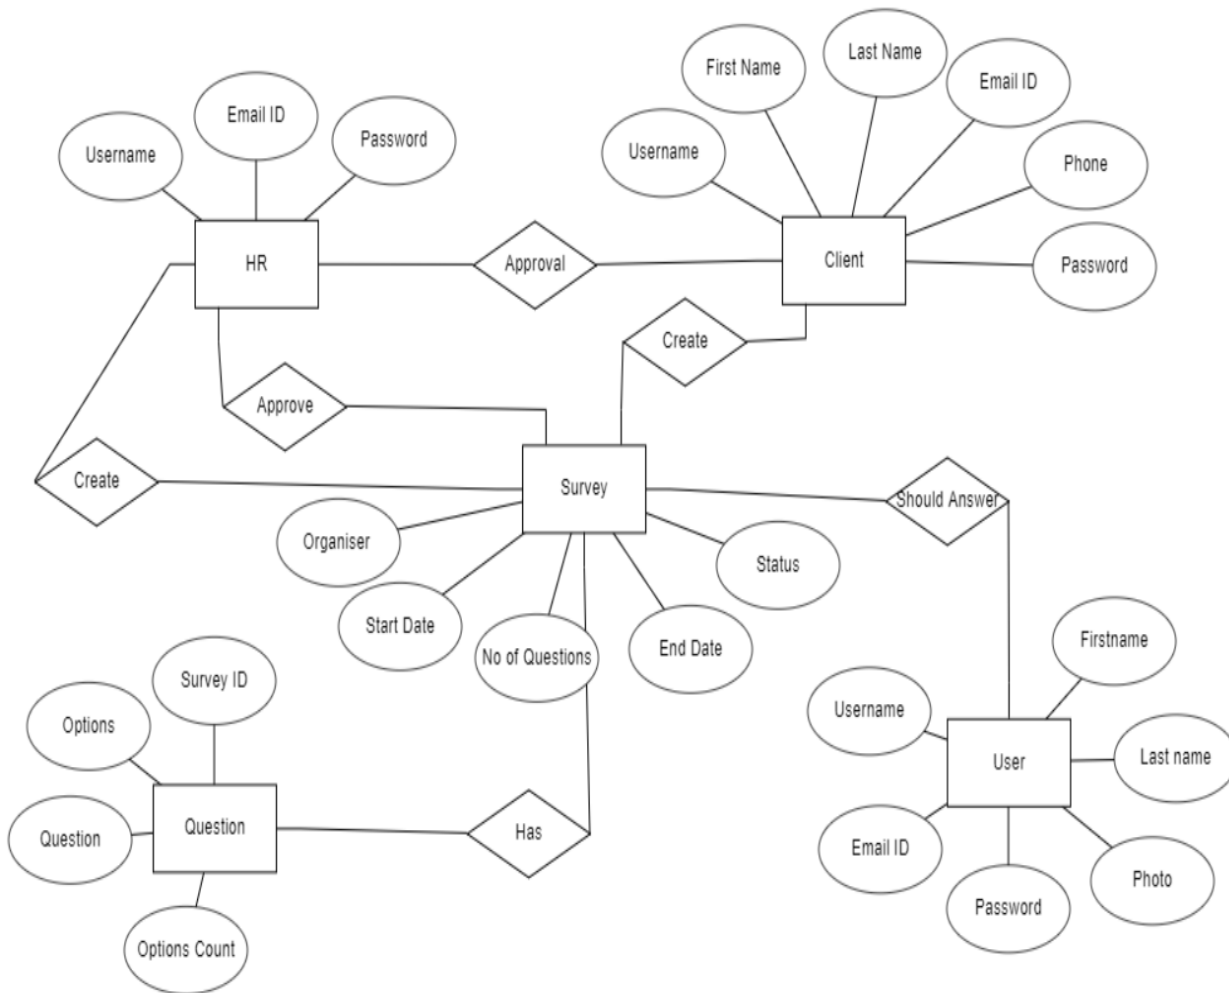 Last Name
First Name
Email ID
Email ID
Password
Username
Username
Phone
HR
Approval
Client
Password
Create
Approve
Create
Survey
Should Answer
Organiser
Status
Start Date
No of Questions
End Date
Firstname
Survey ID
Options
Username
Last name
User
Question
Question
Has
Email ID
Photo
Password
Options Count